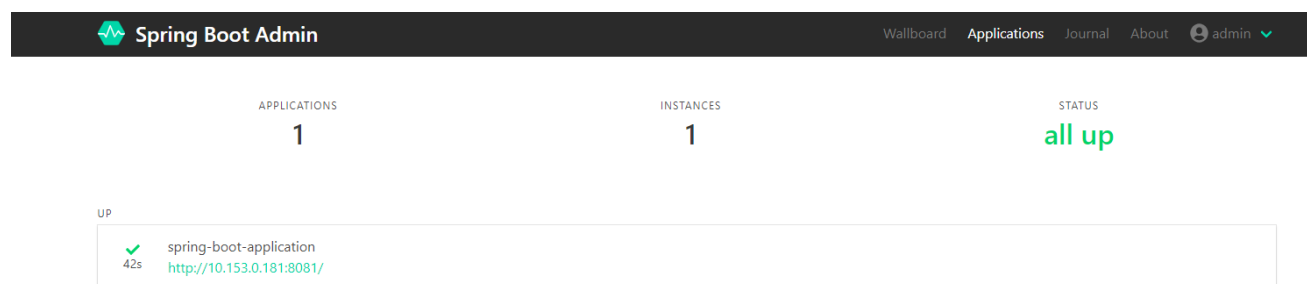 Spring Boot Admin
Wallboard Applications Journal About admin
APPLICATIONS INSTANCES STATUS
1 1 all up
UP
spring-boot-application
42s http://10.153.0.181:8081/